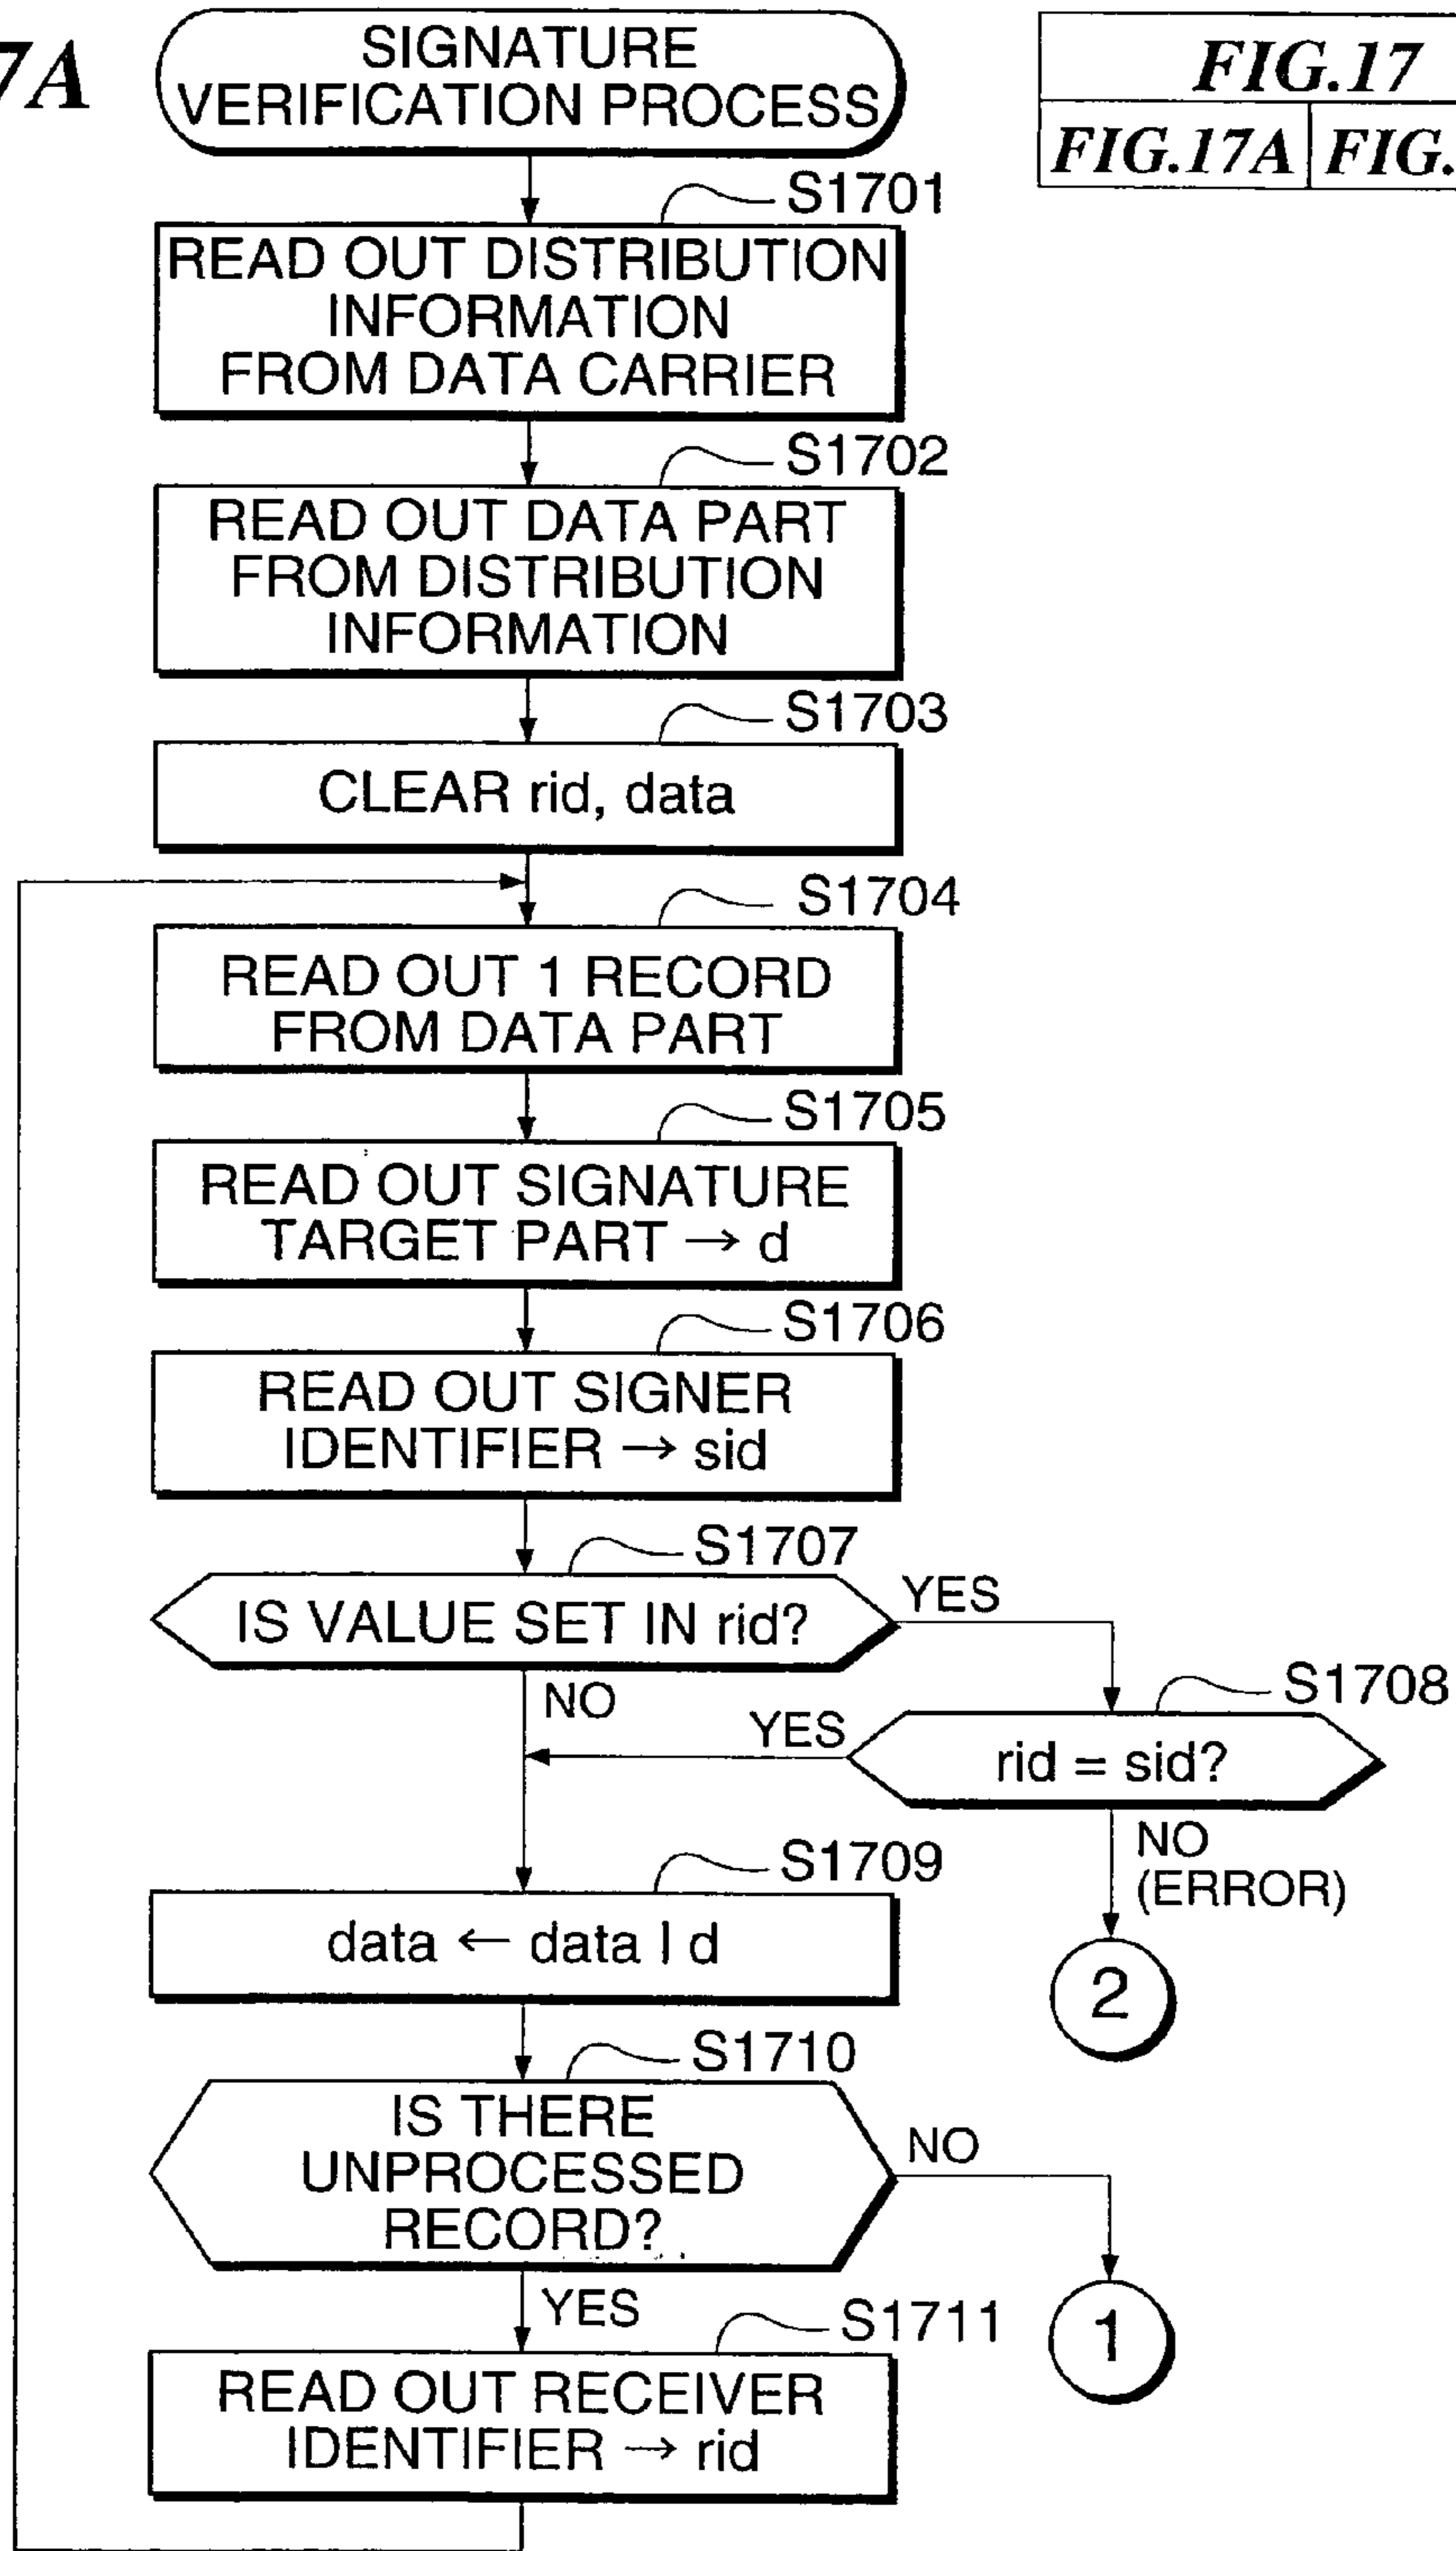 7A
FIG.17
FIG.17A FIG.
SIGNATURE
VERIFICATION PROCESS
S1701
READ OUT DISTRIBUTION
INFORMATION
FROM DATA CARRIER
S1702
READ OUT DATA PART
FROM DISTRIBUTION
INFORMATION
S1703
CLEAR rid, data
S1704
READ OUT 1 RECORD
FROM DATA PART
S1705
READ OUT SIGNATURE
TARGET PART → d
S1706
READ OUT SIGNER
IDENTIFIER → sid
S1707
IS VALUE SET IN rid?
YES
NO
S1708
YES
rid = sid?
NO
(ERROR)
2
S1709
data ← data | d
S1710
IS THERE
UNPROCESSED
RECORD?
NO
1
YES
S1711
READ OUT RECEIVER
IDENTIFIER → rid